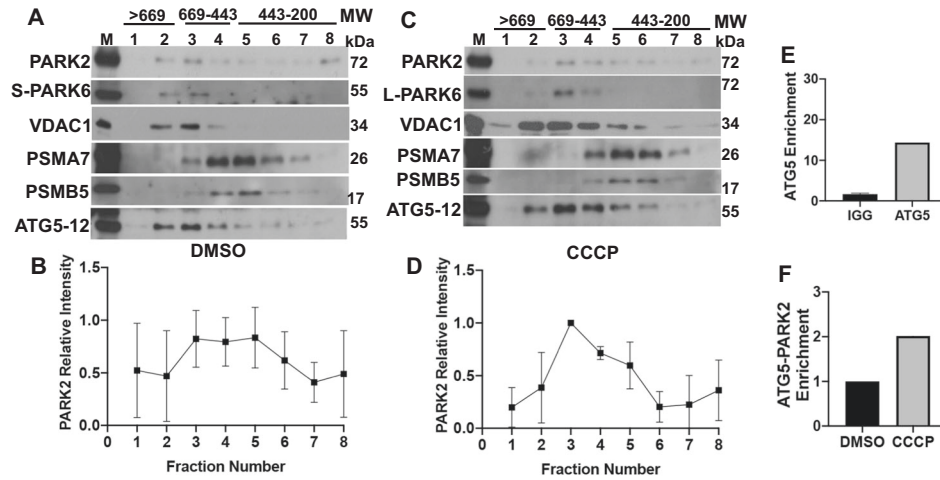 A
>669 669-443 443-200 MW
M 1 2 3 4 5 6 7 8 kDa
PARK2 72
S-PARK6 55
VDAC1 34
PSMA7 26
PSMB5 17
ATG5-12 55
DMSO
B
PARK2 Relative Intensity
1.5
1.0
0.5
0.0
0 1 2 3 4 5 6 7 8
Fraction Number
C
>669 669-443 443-200 MW
M 1 2 3 4 5 6 7 8 kDa
PARK2 72
L-PARK6 72
VDAC1 34
PSMA7 26
PSMB5 17
ATG5-12 55
CCCP
D
PARK2 Relative Intensity
1.5
1.0
0.5
0.0
0 1 2 3 4 5 6 7 8
Fraction Number
E
ATG5 Enrichment
30
20
10
0
IGG ATG5
F
ATG5-PARK2
Enrichment
3
2
1
0
DMSO CCCP